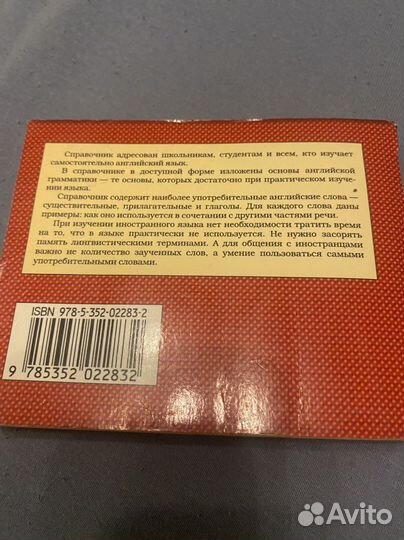 Справочник адресован школьникам, студентам и всем, кто изучает
самостоятельно английский язык.
В справочнике в доступной форме изложены основы английской
грамматики — те основы, которых достаточно при практическом изуче-
нии языка.
Справочник содержит наиболее употребительные английские слова —
существительные, прилагательные и глаголы. Для каждого слова даны
примеры: как оно используется в сочетании с другими частями речи.
При изучении иностранного языка нет необходимости тратить время
на то, что в языке практически не используется. Не нужно засорять
память лингвистическими терминами. А для общения с иностранцами
важно не количество заученных слов, а умение пользоваться самыми
употребительными словами.
ISBN 978-5-352-02283-2
9 785352 022832
Avito